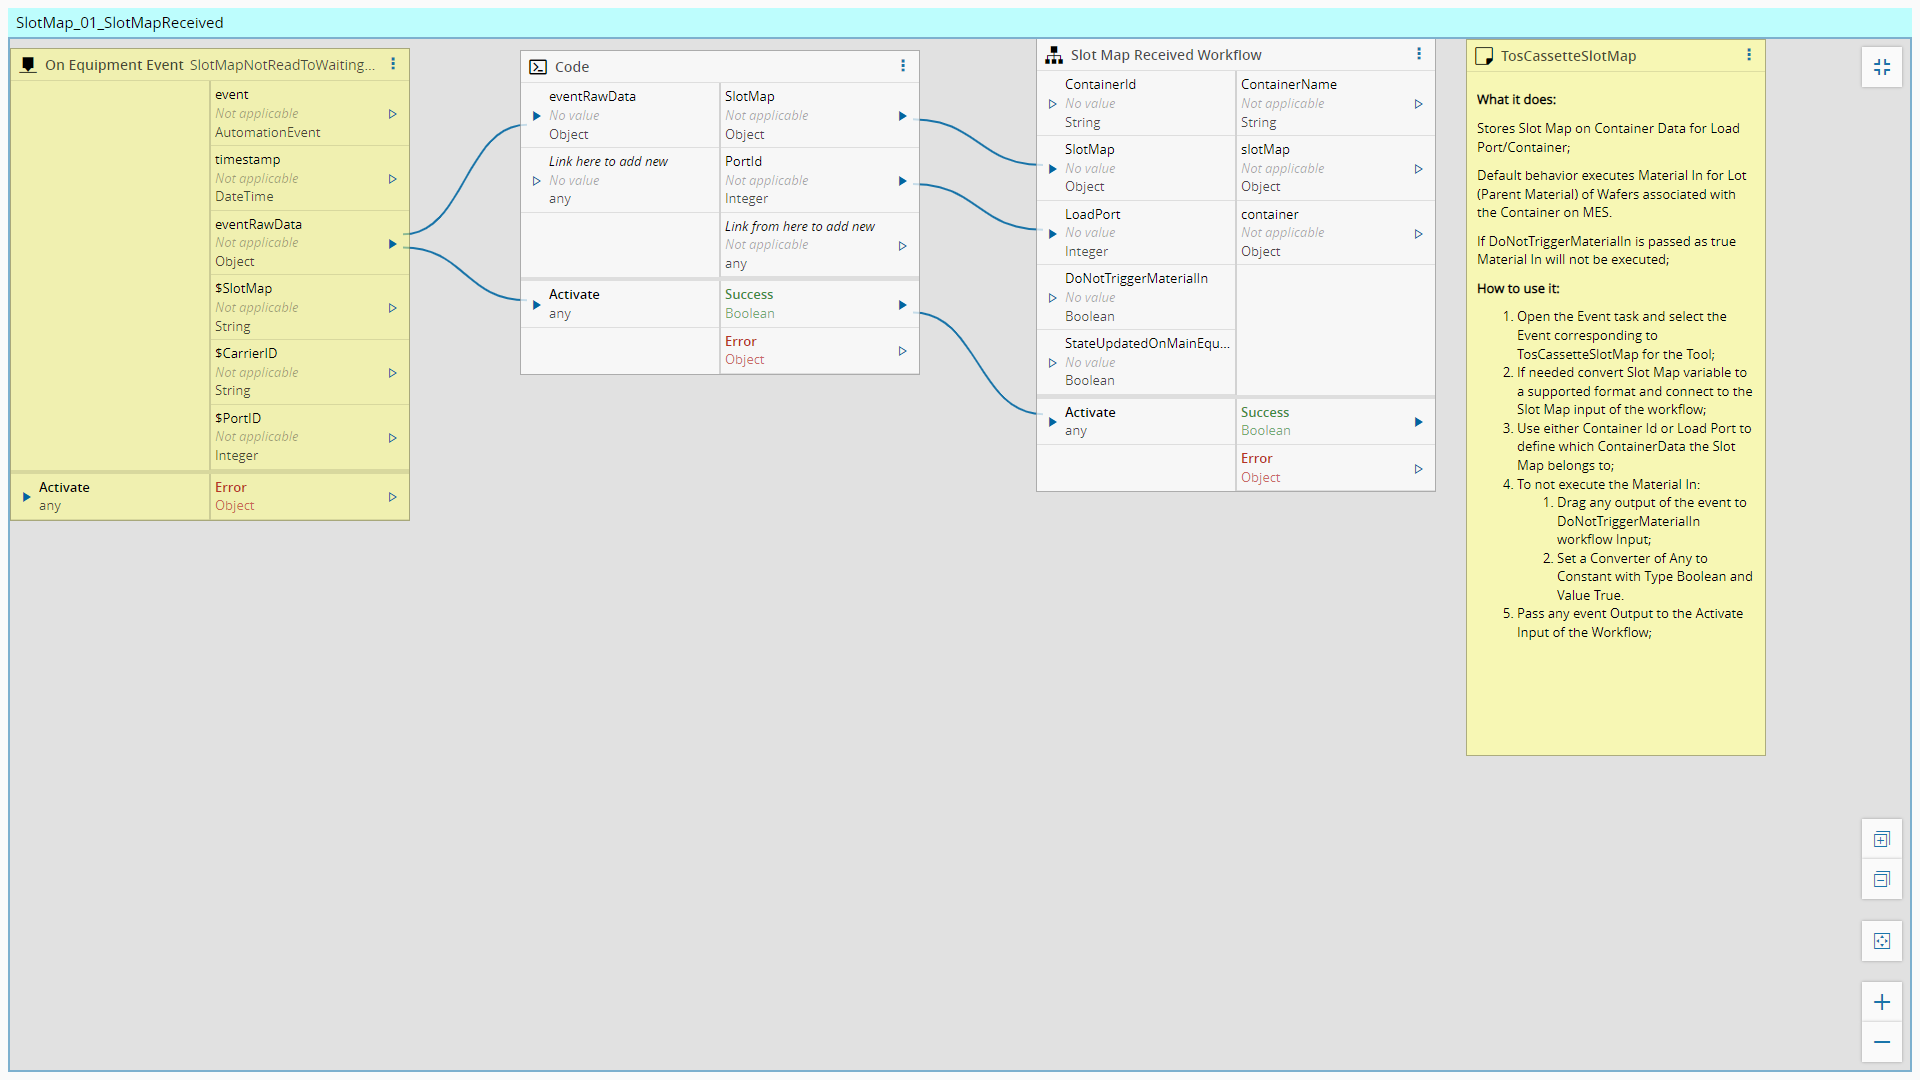 SlotMap_01_SlotMapReceived
On Equipment Event SlotMapNotReadToWaiting...
event
Not applicable
AutomationEvent
timestamp
Not applicable
DateTime
eventRawData
Not applicable
Object
$SlotMap
Not applicable
String
$CarrierID
Not applicable
String
$PortID
Not applicable
Integer
Activate
any
Error
Object
Code
eventRawData
No value
Object
Link here to add new
No value
any
SlotMap
Not applicable
Object
PortId
Not applicable
Integer
Link from here to add new
Not applicable
any
Activate
any
Success
Boolean
Error
Object
Slot Map Received Workflow
ContainerId
No value
String
SlotMap
No value
Object
LoadPort
No value
Integer
DoNotTriggerMaterialIn
No value
Boolean
StateUpdatedOnMainEqu...
No value
Boolean
ContainerName
Not applicable
String
slotMap
Not applicable
Object
container
Not applicable
Object
Activate
any
Success
Boolean
Error
Object
TosCassetteSlotMap
What it does:
Stores Slot Map on Container Data for Load
Port/Container;
Default behavior executes Material In for Lot
(Parent Material) of Wafers associated with
the Container on MES.
If DoNotTriggerMaterialIn is passed as true
Material In will not be executed;
How to use it:
1. Open the Event task and select the
Event corresponding to
TosCassetteSlotMap for the Tool;
2. If needed convert Slot Map variable to
a supported format and connect to the
Slot Map input of the workflow;
3. Use either Container Id or Load Port to
define which ContainerData the Slot
Map belongs to;
4. To not execute the Material In:
1. Drag any output of the event to
DoNotTriggerMaterialIn
workflow Input;
2. Set a Converter of Any to
Constant with Type Boolean and
Value True.
5. Pass any event Output to the Activate
Input of the Workflow;